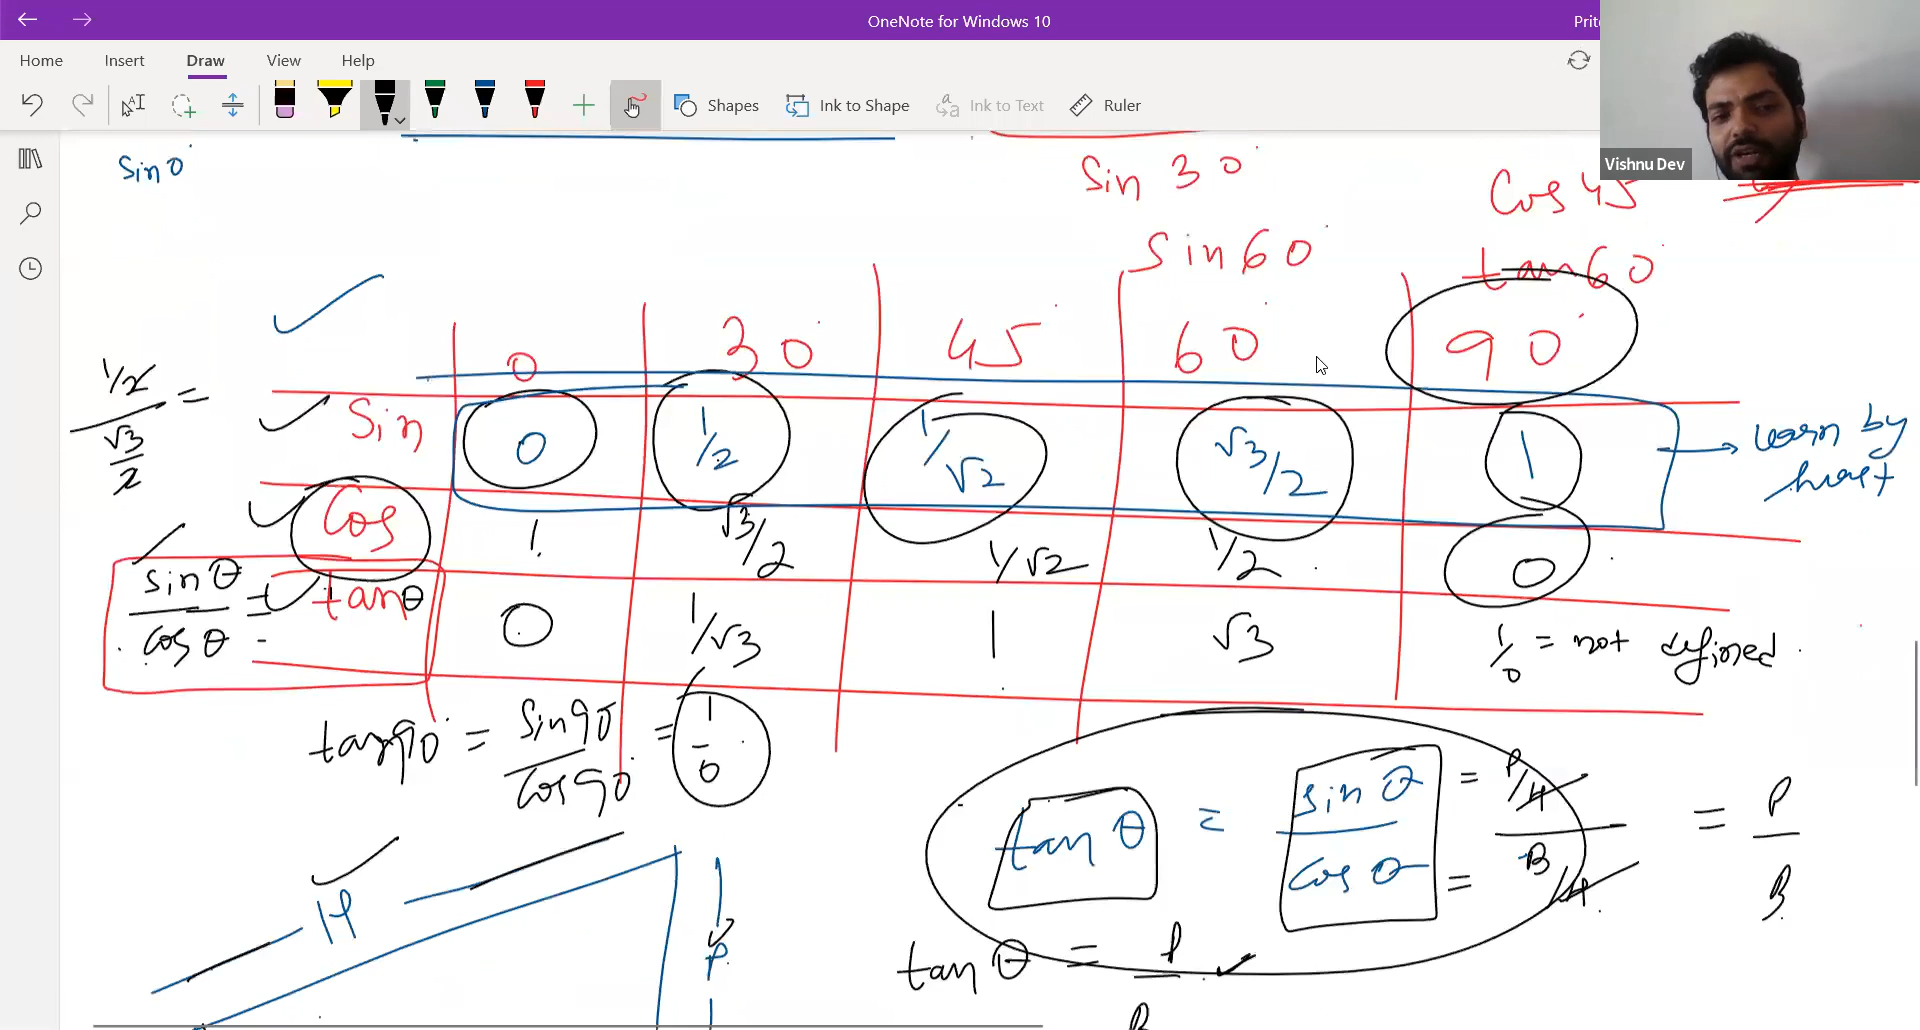 OneNote for Windows 10
Prit
Home Insert Draw View Help
Shapes Ink to Shape Ink to Text Ruler
Vishnu Dev
Sin 0°
Sin 30°
Cos 45°
Sin 60°
tan 60°
0 30° 45° 60° 90°
1/2 / √3/2 =
Sin 0 1/2 1/√2 √3/2 1 → learn by heart
Cos 1 √3/2 1/√2 1/2 0
sin θ / cos θ = tan θ 0 1/√3 1 √3 1/0 = not defined
tan 90° = Sin 90° / Cos 90° = 1/0
tan θ = sin θ / cos θ = P/H / B/H = P/B
H
P
tan θ = P/B